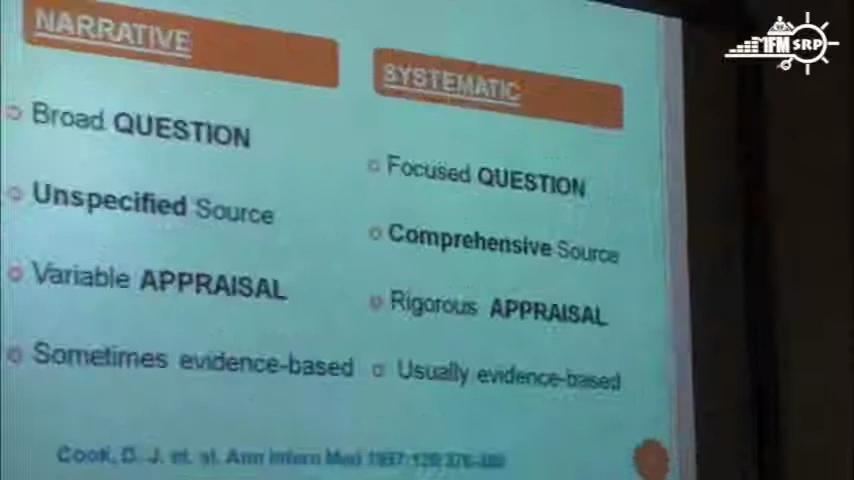 NARRATIVE
Broad QUESTION
Unspecified Source
Variable APPRAISAL
Sometimes evidence-based
SYSTEMATIC
Focused QUESTION
Comprehensive Source
Rigorous APPRAISAL
Usually evidence-based
Cook, D. J. et. al. Ann Intern Med 1997
IFM SRP